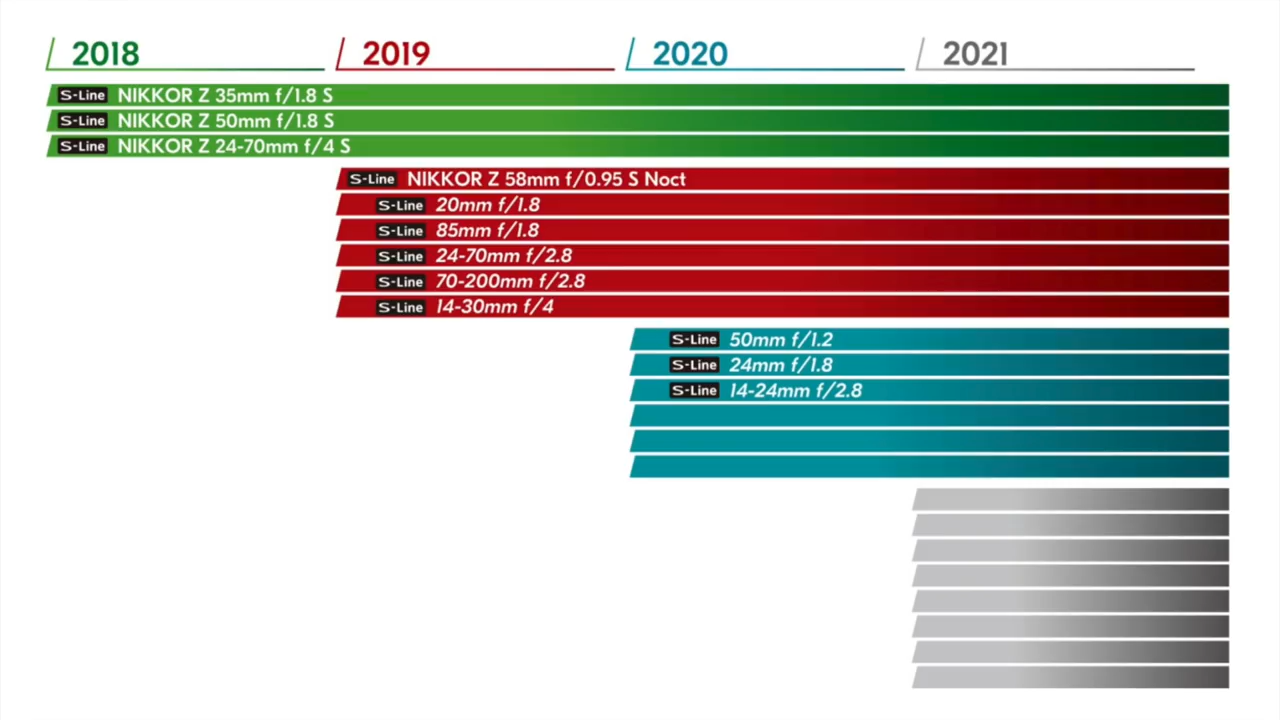 2018
2019
2020
2021
S-Line NIKKOR Z 35mm f/1.8 S
S-Line NIKKOR Z 50mm f/1.8 S
S-Line NIKKOR Z 24-70mm f/4 S
S-Line NIKKOR Z 58mm f/0.95 S Noct
S-Line 20mm f/1.8
S-Line 85mm f/1.8
S-Line 24-70mm f/2.8
S-Line 70-200mm f/2.8
S-Line 14-30mm f/4
S-Line 50mm f/1.2
S-Line 24mm f/1.8
S-Line 14-24mm f/2.8